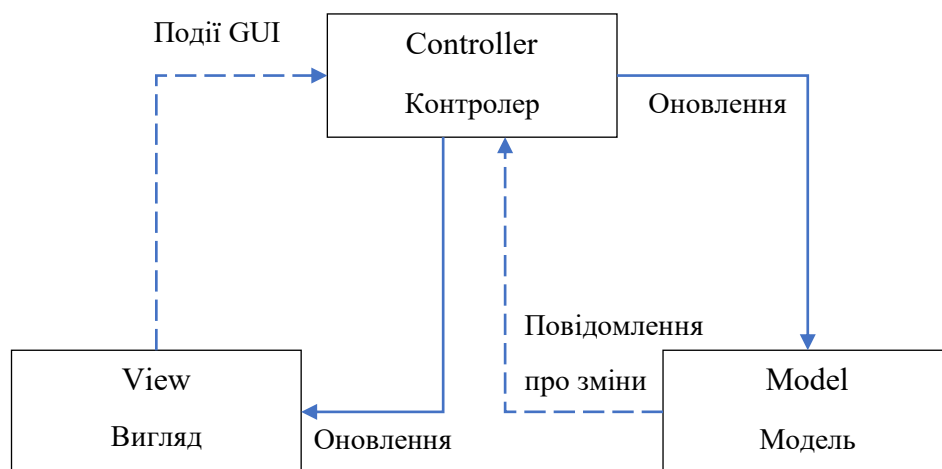 Події GUI
Controller
Контролер
Оновлення
Повідомлення
про зміни
View
Вигляд
Оновлення
Model
Модель